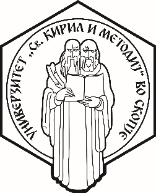 УНИВЕРЗИТЕТ „Св. КИРИЛ И МЕТОДИЈ“ ВО СКОПЈЕ